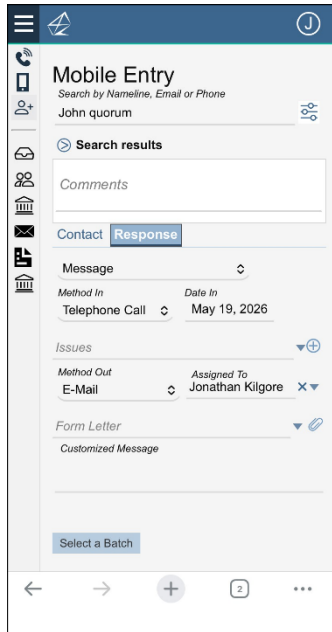 J
Mobile Entry
Search by Nameline, Email or Phone
John quorum
Search results
Comments
Contact Response
Message
Method In Date In
Telephone Call May 19, 2026
Issues
Method Out Assigned To
E-Mail Jonathan Kilgore
Form Letter
Customized Message
Select a Batch
2